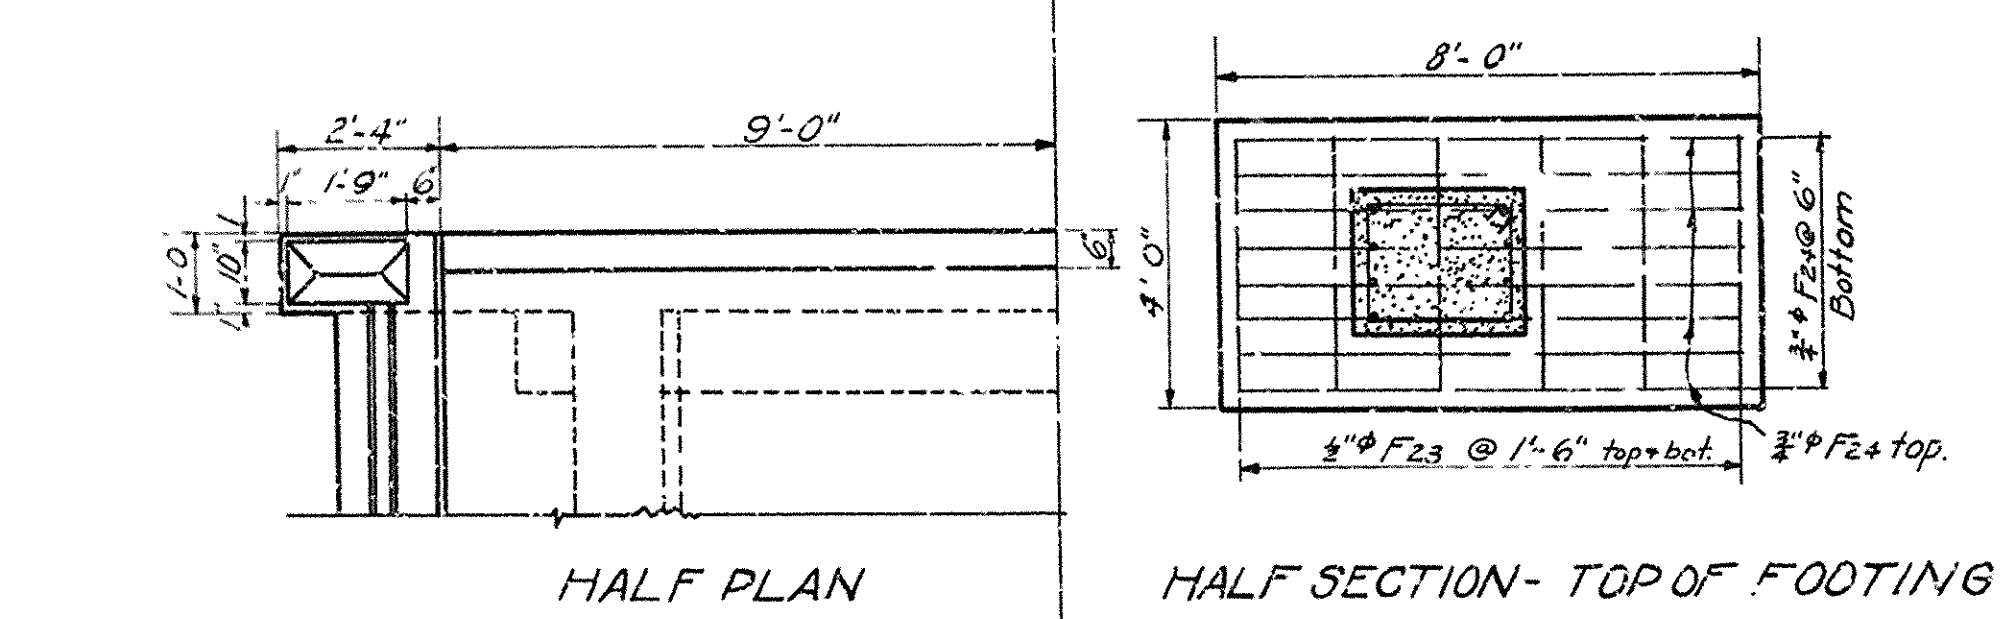 2'-4"
9'-0"
1" 1'-9" 6"
1"
1-0
10"
1"
6"
HALF PLAN
8'-0"
4'0"
¾"ϕ F24@6"
Bottom
½"ϕ F23 @ 1'-6" top & bot.
¾"ϕ F24 top.
HALF SECTION - TOP OF FOOTING